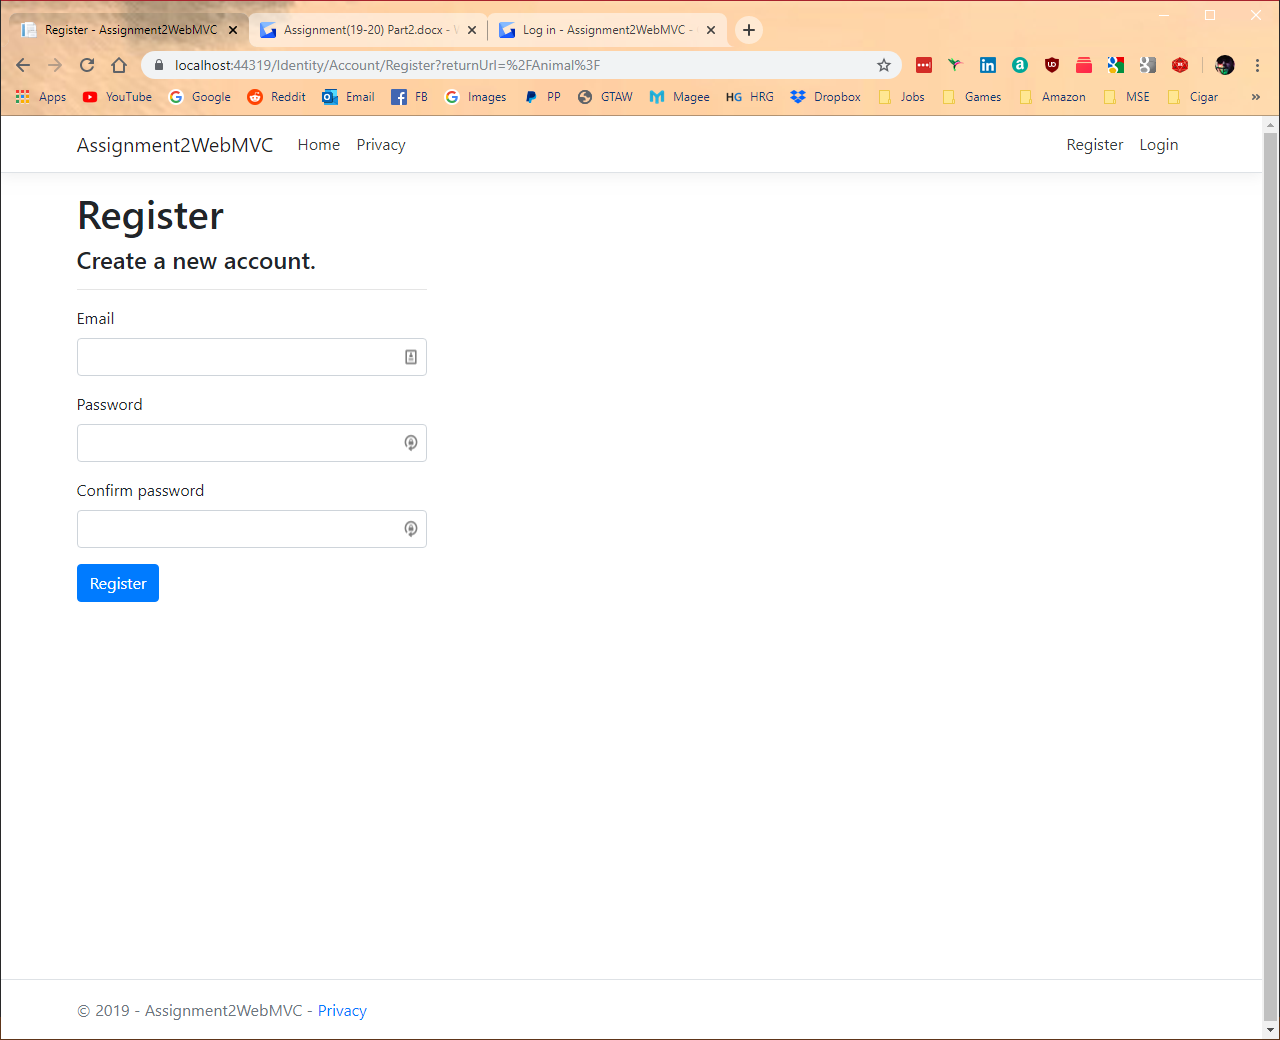 Register - Assignment2WebMVC
Assignment(19-20) Part2.docx - 
Log in - Assignment2WebMVC -
localhost:44319/Identity/Account/Register?returnUrl=%2FAnimal%3F
Apps YouTube Google Reddit Email FB Images PP GTAW Magee HG HRG Dropbox Jobs Games Amazon MSE Cigar »
Assignment2WebMVC Home Privacy Register Login
Register
Create a new account.
Email
Password
Confirm password
Register
© 2019 - Assignment2WebMVC - Privacy